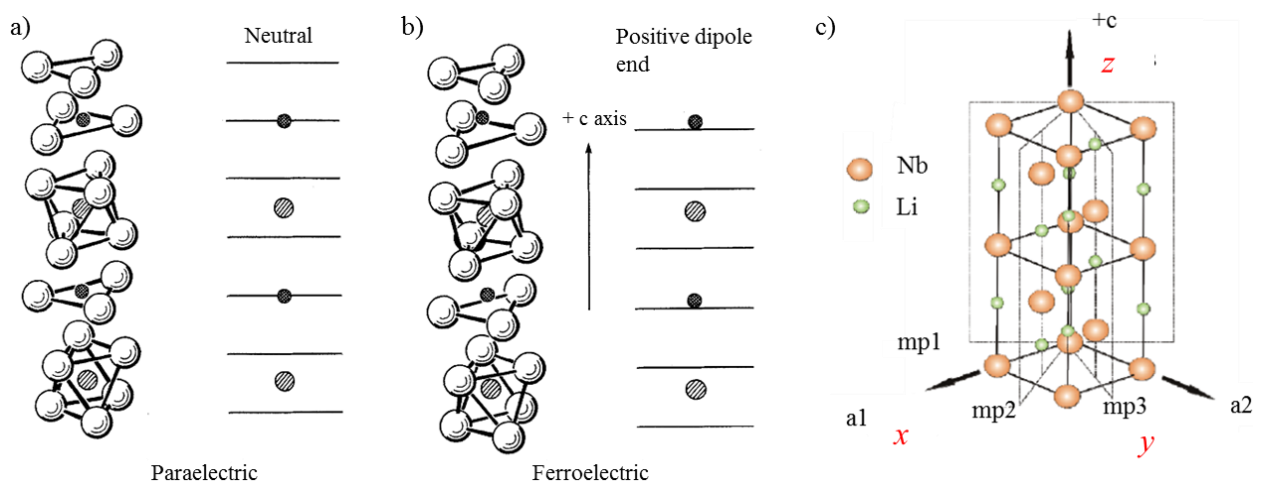 a)
Neutral
Paraelectric
b)
Positive dipole
end
+ c axis
Ferroelectric
c)
+c
z
Nb
Li
mp1
mp2
mp3
a1
a2
x
y